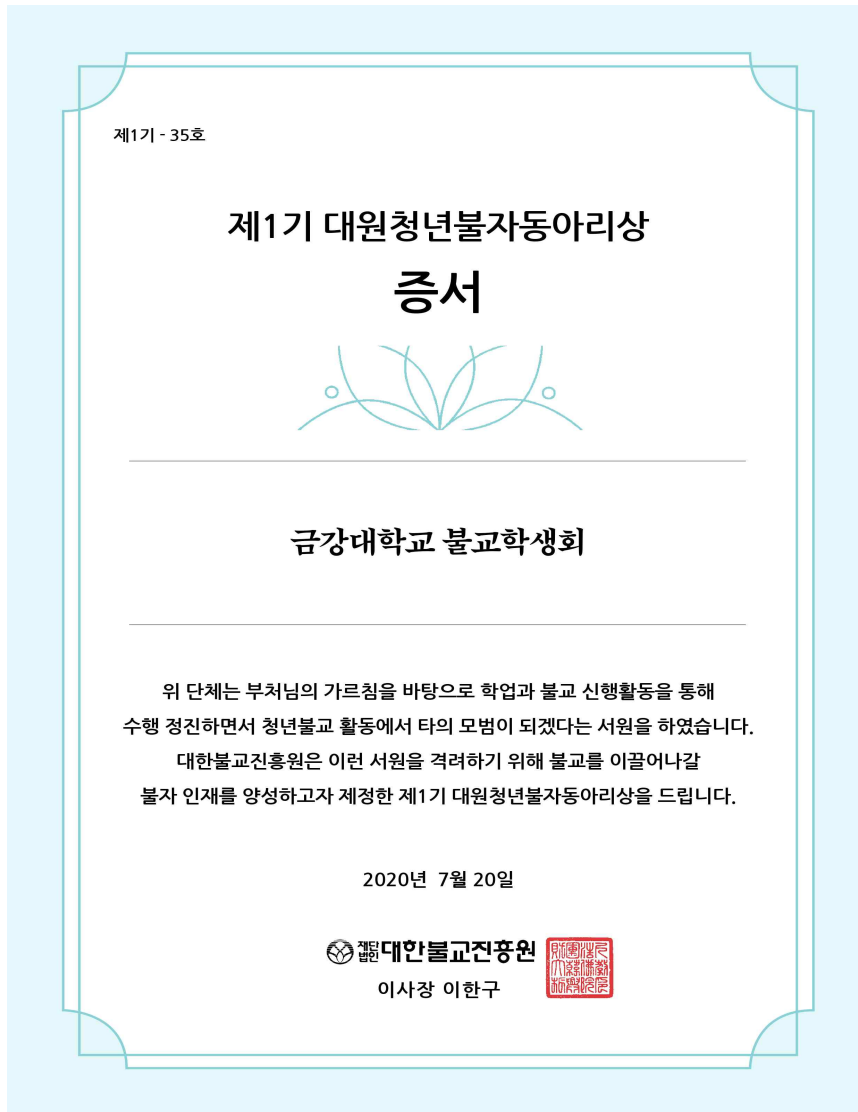 제1기 - 35호
제1기 대원청년불자동아리상
증서
금강대학교 불교학생회
위 단체는 부처님의 가르침을 바탕으로 학업과 불교 신행활동을 통해
수행 정진하면서 청년불교 활동에서 타의 모범이 되겠다는 서원을 하였습니다.
대한불교진흥원은 이런 서원을 격려하기 위해 불교를 이끌어나갈
불자 인재를 양성하고자 제정한 제1기 대원청년불자동아리상을 드립니다.
2020년 7월 20일
재단법인 대한불교진흥원
이사장 이한구